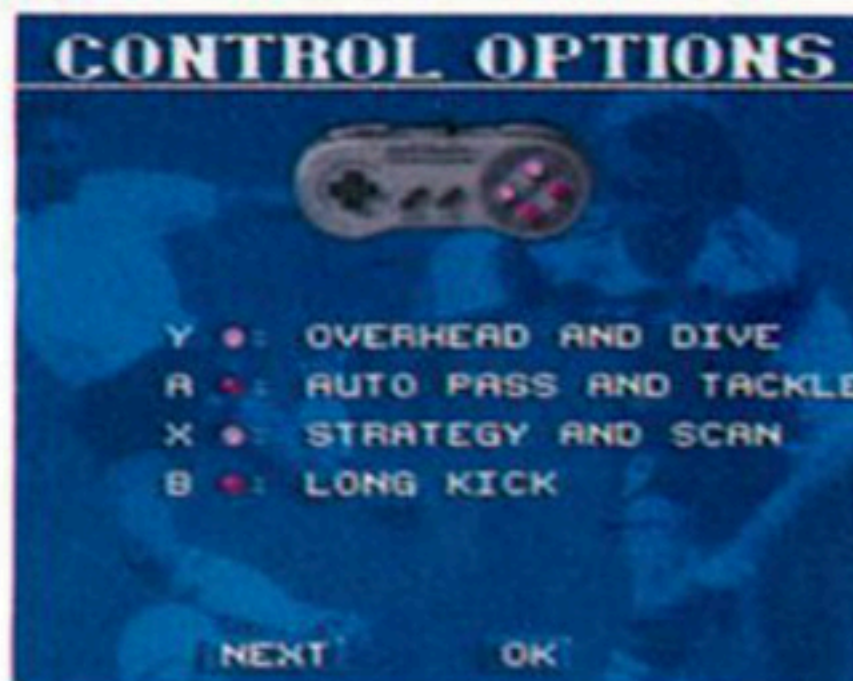 CONTROL OPTIONS
Y : OVERHEAD AND DIVE
A : AUTO PASS AND TACKLE
X : STRATEGY AND SCAN
B : LONG KICK
NEXT OK